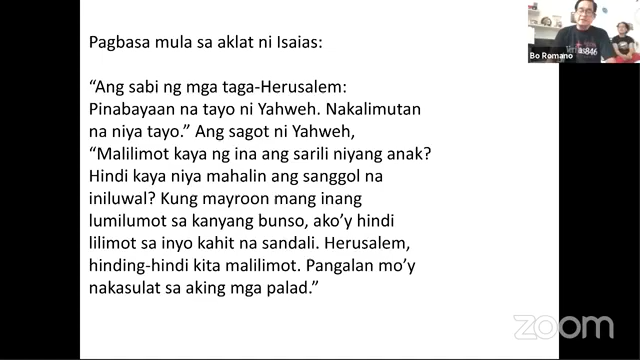 Pagbasa mula sa aklat ni Isaias:
“Ang sabi ng mga taga-Herusalem:
Pinabayaan na tayo ni Yahweh. Nakalimutan
na niya tayo.” Ang sagot ni Yahweh,
“Malilimot kaya ng ina ang sarili niyang anak?
Hindi kaya niya mahalin ang sanggol na
iniluwal? Kung mayroon mang inang
lumilumot sa kanyang bunso, ako’y hindi
lilimot sa inyo kahit na sandali. Herusalem,
hinding-hindi kita malilimot. Pangalan mo’y
nakasulat sa aking mga palad.”
Bo Romano
zoom